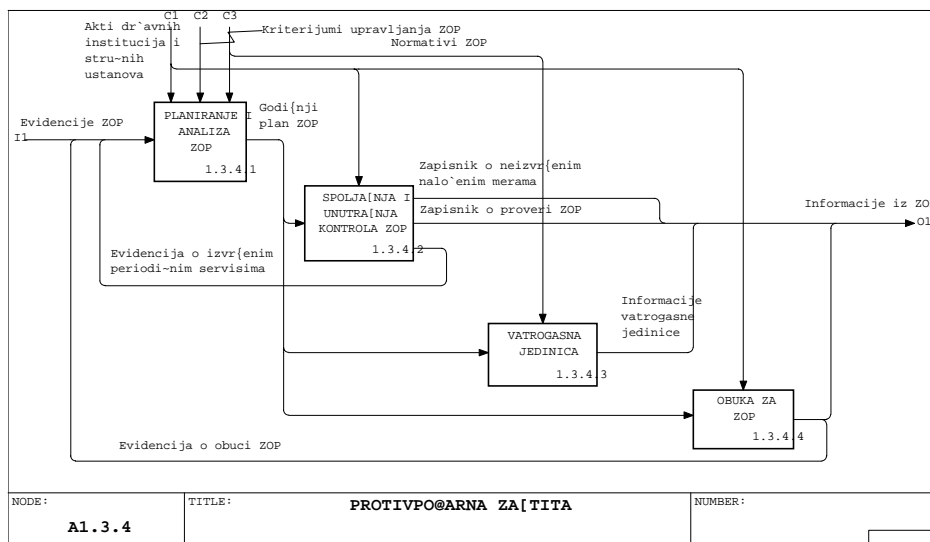 C1 C2 C3
Akti dr`avnih
institucija i
stru~nih
ustanova
Kriterijumi upravljanja ZOP
Normativi ZOP
Evidencije ZOP
I1
PLANIRANJE I
ANALIZA
ZOP
1.3.4.1
Godi{nji
plan ZOP
SPOLJA[NJA I
UNUTRA[NJA
KONTROLA ZOP
1.3.4.2
Zapisnik o neizvr{enim
nalo`enim merama
Zapisnik o proveri ZOP
Informacije iz ZO
O1
Evidencija o izvr{enim
periodi~nim servisima
VATROGASNA
JEDINICA
1.3.4.3
Informacije
vatrogasne
jedinice
OBUKA ZA
ZOP
1.3.4.4
Evidencija o obuci ZOP
NODE:
A1.3.4
TITLE:
PROTIVPO@ARNA ZA[TITA
NUMBER: